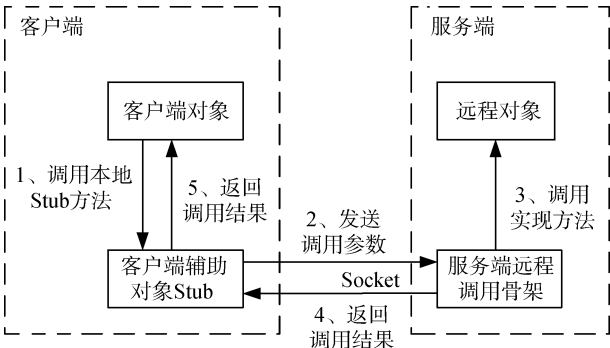 客户端
服务端
客户端对象
远程对象
1、调用本地
Stub方法
5、返回
调用结果
2、发送
调用参数
3、调用
实现方法
客户端辅助
对象Stub
Socket
服务端远程
调用骨架
4、返回
调用结果